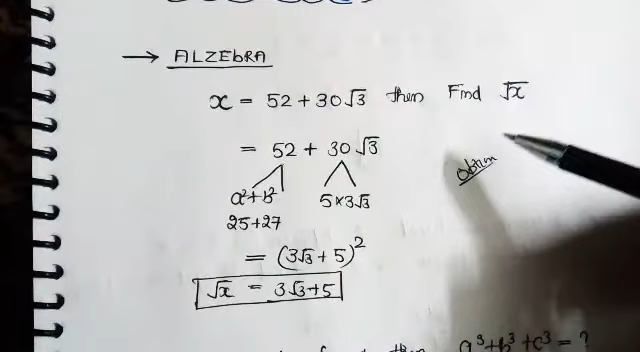 → ALZEbRA
x = 52 + 30√3 then Find √x
= 52 + 30√3
a²+b² 5×3√3
25+27
= (3√3 + 5)²
√x = 3√3+5
then a³+b³+c³ = ?